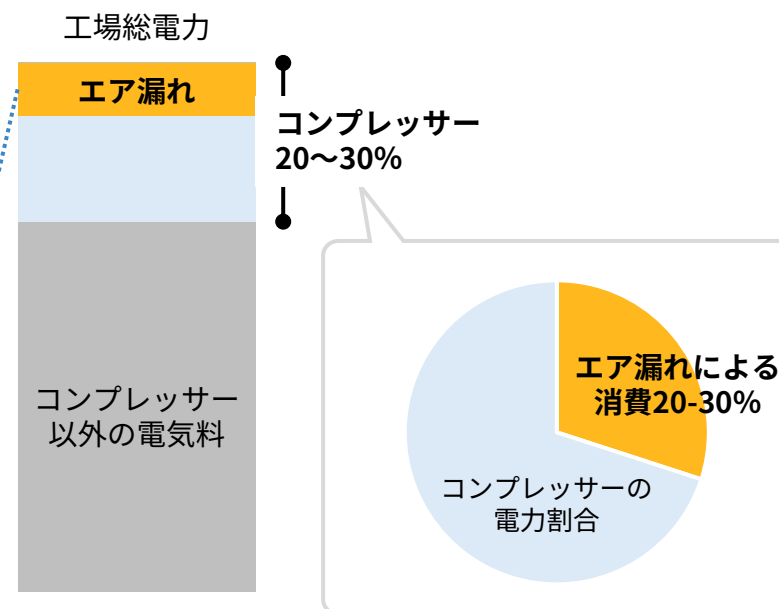 工場総電力
エア漏れ
コンプレッサー
20〜30%
コンプレッサー
以外の電気料
エア漏れによる
消費20-30%
コンプレッサーの
電力割合